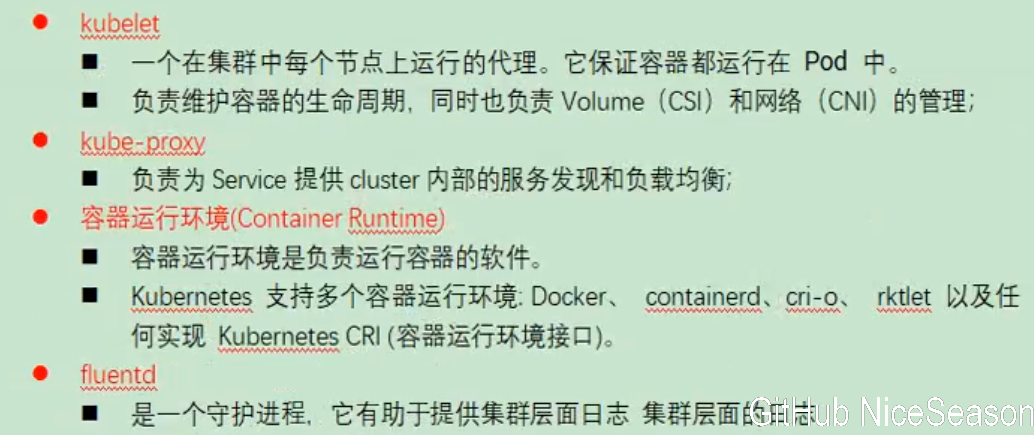 kubelet
一个在集群中每个节点上运行的代理。它保证容器都运行在 Pod 中。
负责维护容器的生命周期，同时也负责 Volume（CSI）和网络（CNI）的管理；
kube-proxy
负责为 Service 提供 cluster 内部的服务发现和负载均衡；
容器运行环境(Container Runtime)
容器运行环境是负责运行容器的软件。
Kubernetes 支持多个容器运行环境: Docker、 containerd、cri-o、 rktlet 以及任
何实现 Kubernetes CRI (容器运行环境接口)。
fluentd
是一个守护进程，它有助于提供集群层面日志 集群层面的日志
GitHub NiceSeason